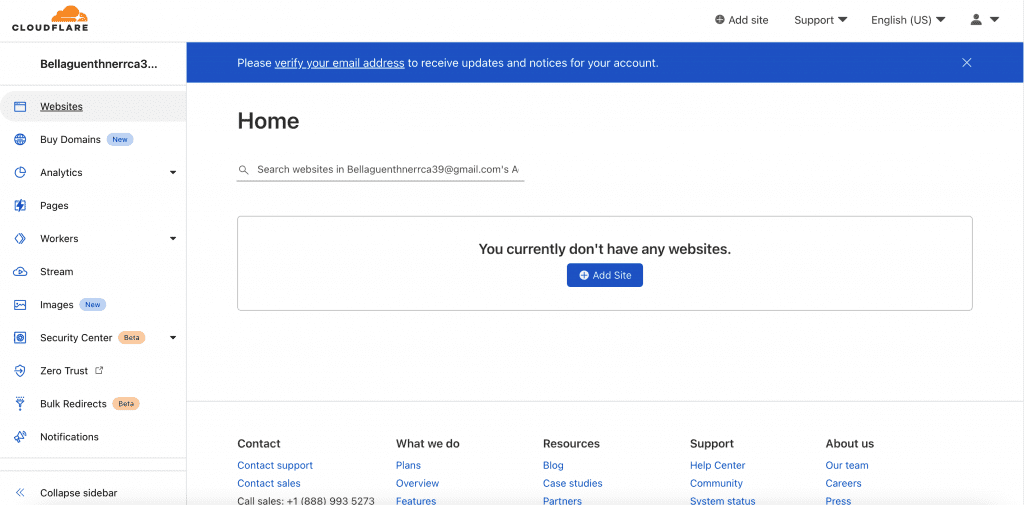 CLOUDFLARE
Add site
Support
English (US)
Bellaguenthnerrca3...
Please verify your email address to receive updates and notices for your account.
Websites
Buy Domains New
Analytics
Pages
Workers
Stream
Images New
Security Center Beta
Zero Trust
Bulk Redirects Beta
Notifications
Collapse sidebar
Home
Search websites in Bellaguenthnerrca39@gmail.com's A
You currently don't have any websites.
Add Site
Contact
Contact support
Contact sales
Call sales: +1 (888) 993 5273
What we do
Plans
Overview
Features
Resources
Blog
Case studies
Partners
Support
Help Center
Community
System status
About us
Our team
Careers
Press